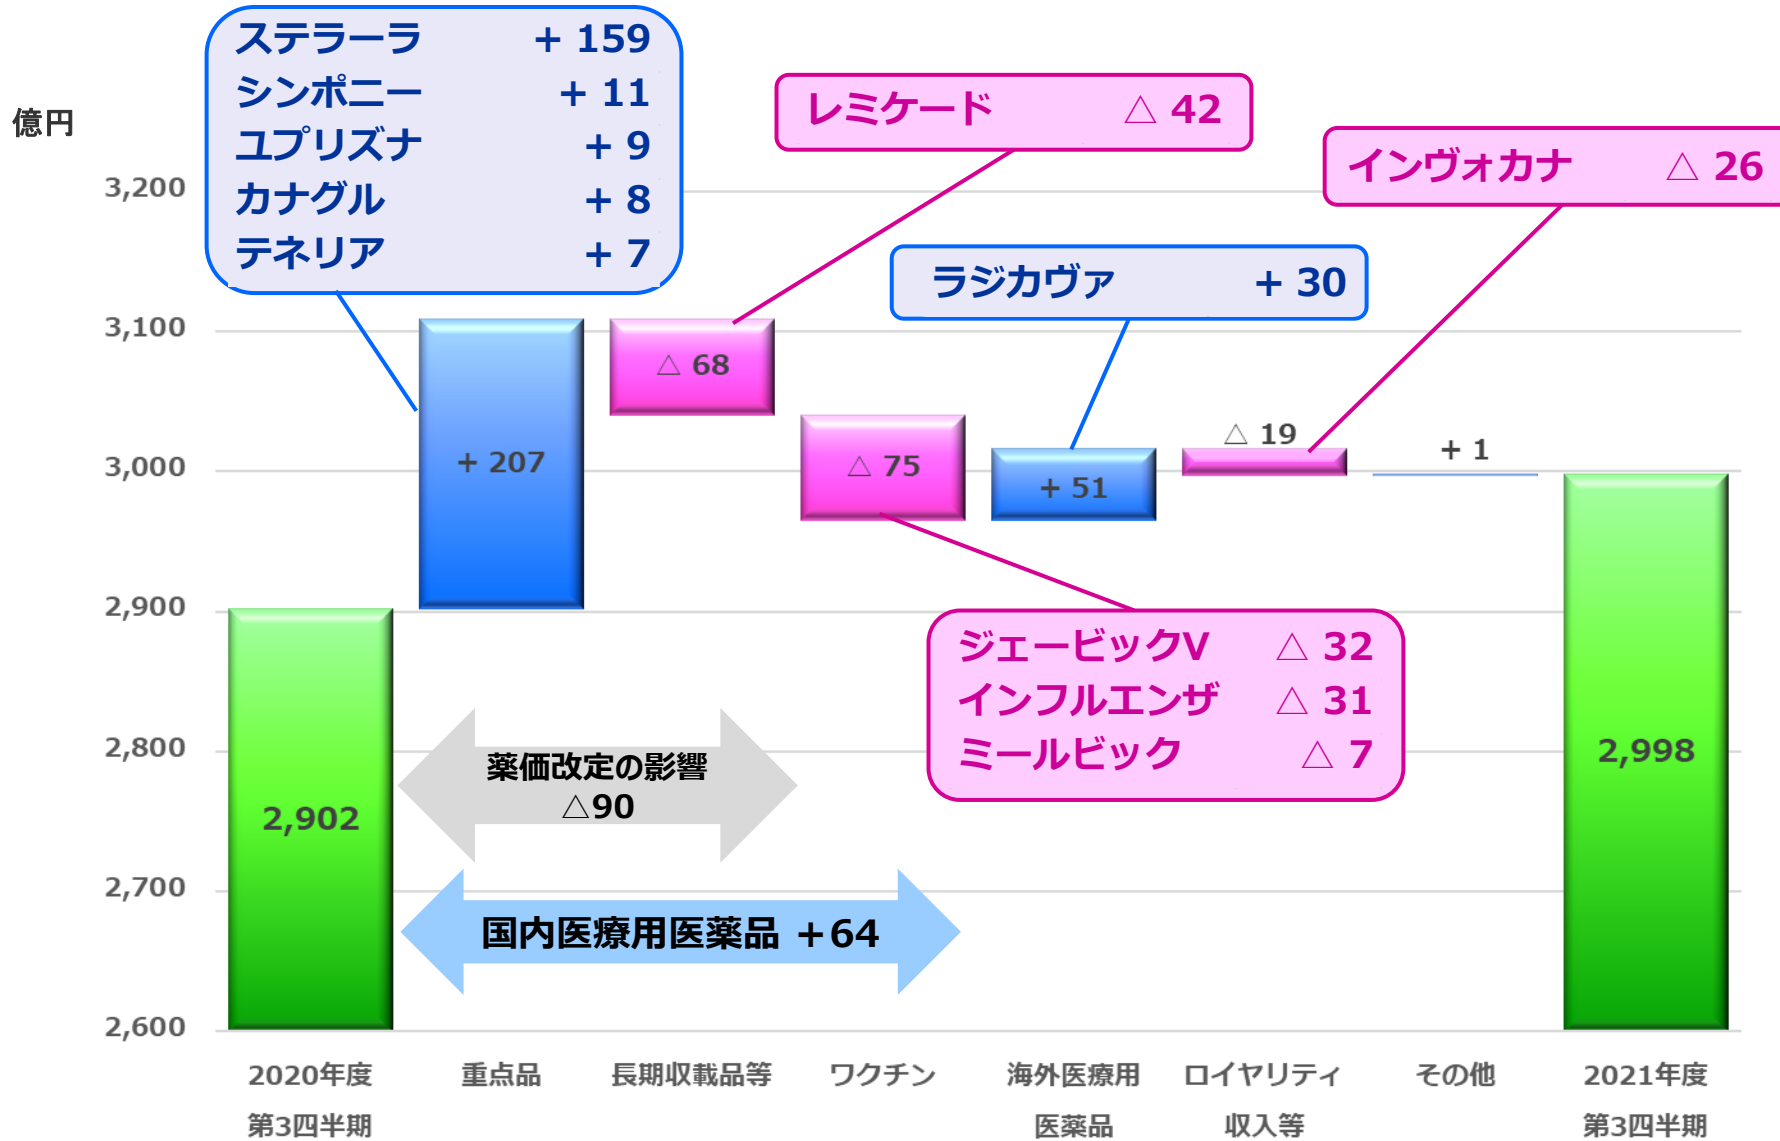 ステラーラ + 159
シンポニー + 11
ユプリズナ + 9
カナグル + 8
テネリア + 7
億円
レミケード △ 42
インヴォカナ △ 26
ラジカヴァ + 30
3,200
3,100
3,000
2,900
2,800
2,700
2,600
2,902
+ 207
△ 68
△ 75
+ 51
△ 19
+ 1
2,998
ジェービックV △ 32
インフルエンザ △ 31
ミールビック △ 7
薬価改定の影響
△90
国内医療用医薬品 +64
2020年度
第3四半期
重点品
長期収載品等
ワクチン
海外医療用
医薬品
ロイヤリティ
収入等
その他
2021年度
第3四半期